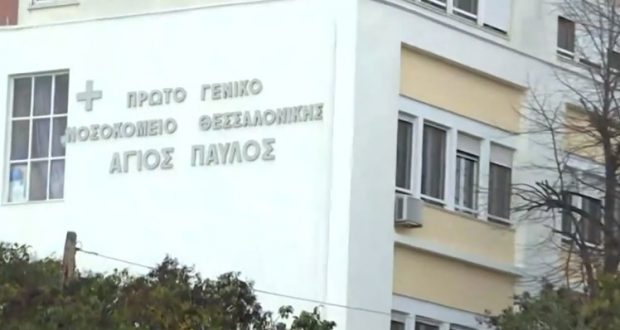 ΠΡΩΤΟ ΓΕΝΙΚΟ
ΝΟΣΟΚΟΜΕΙΟ ΘΕΣΣΑΛΟΝΙΚΗΣ
ΑΓΙΟΣ ΠΑΥΛΟΣ